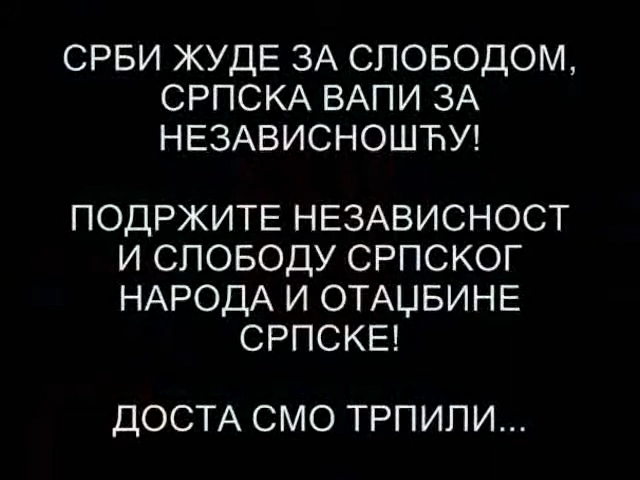 СРБИ ЖУДЕ ЗА СЛОБОДОМ,
СРПСКА ВАПИ ЗА
НЕЗАВИСНОШЋУ!
ПОДРЖИТЕ НЕЗАВИСНОСТ
И СЛОБОДУ СРПСКОГ
НАРОДА И ОТАЏБИНЕ
СРПСКЕ!
ДОСТА СМО ТРПИЛИ...